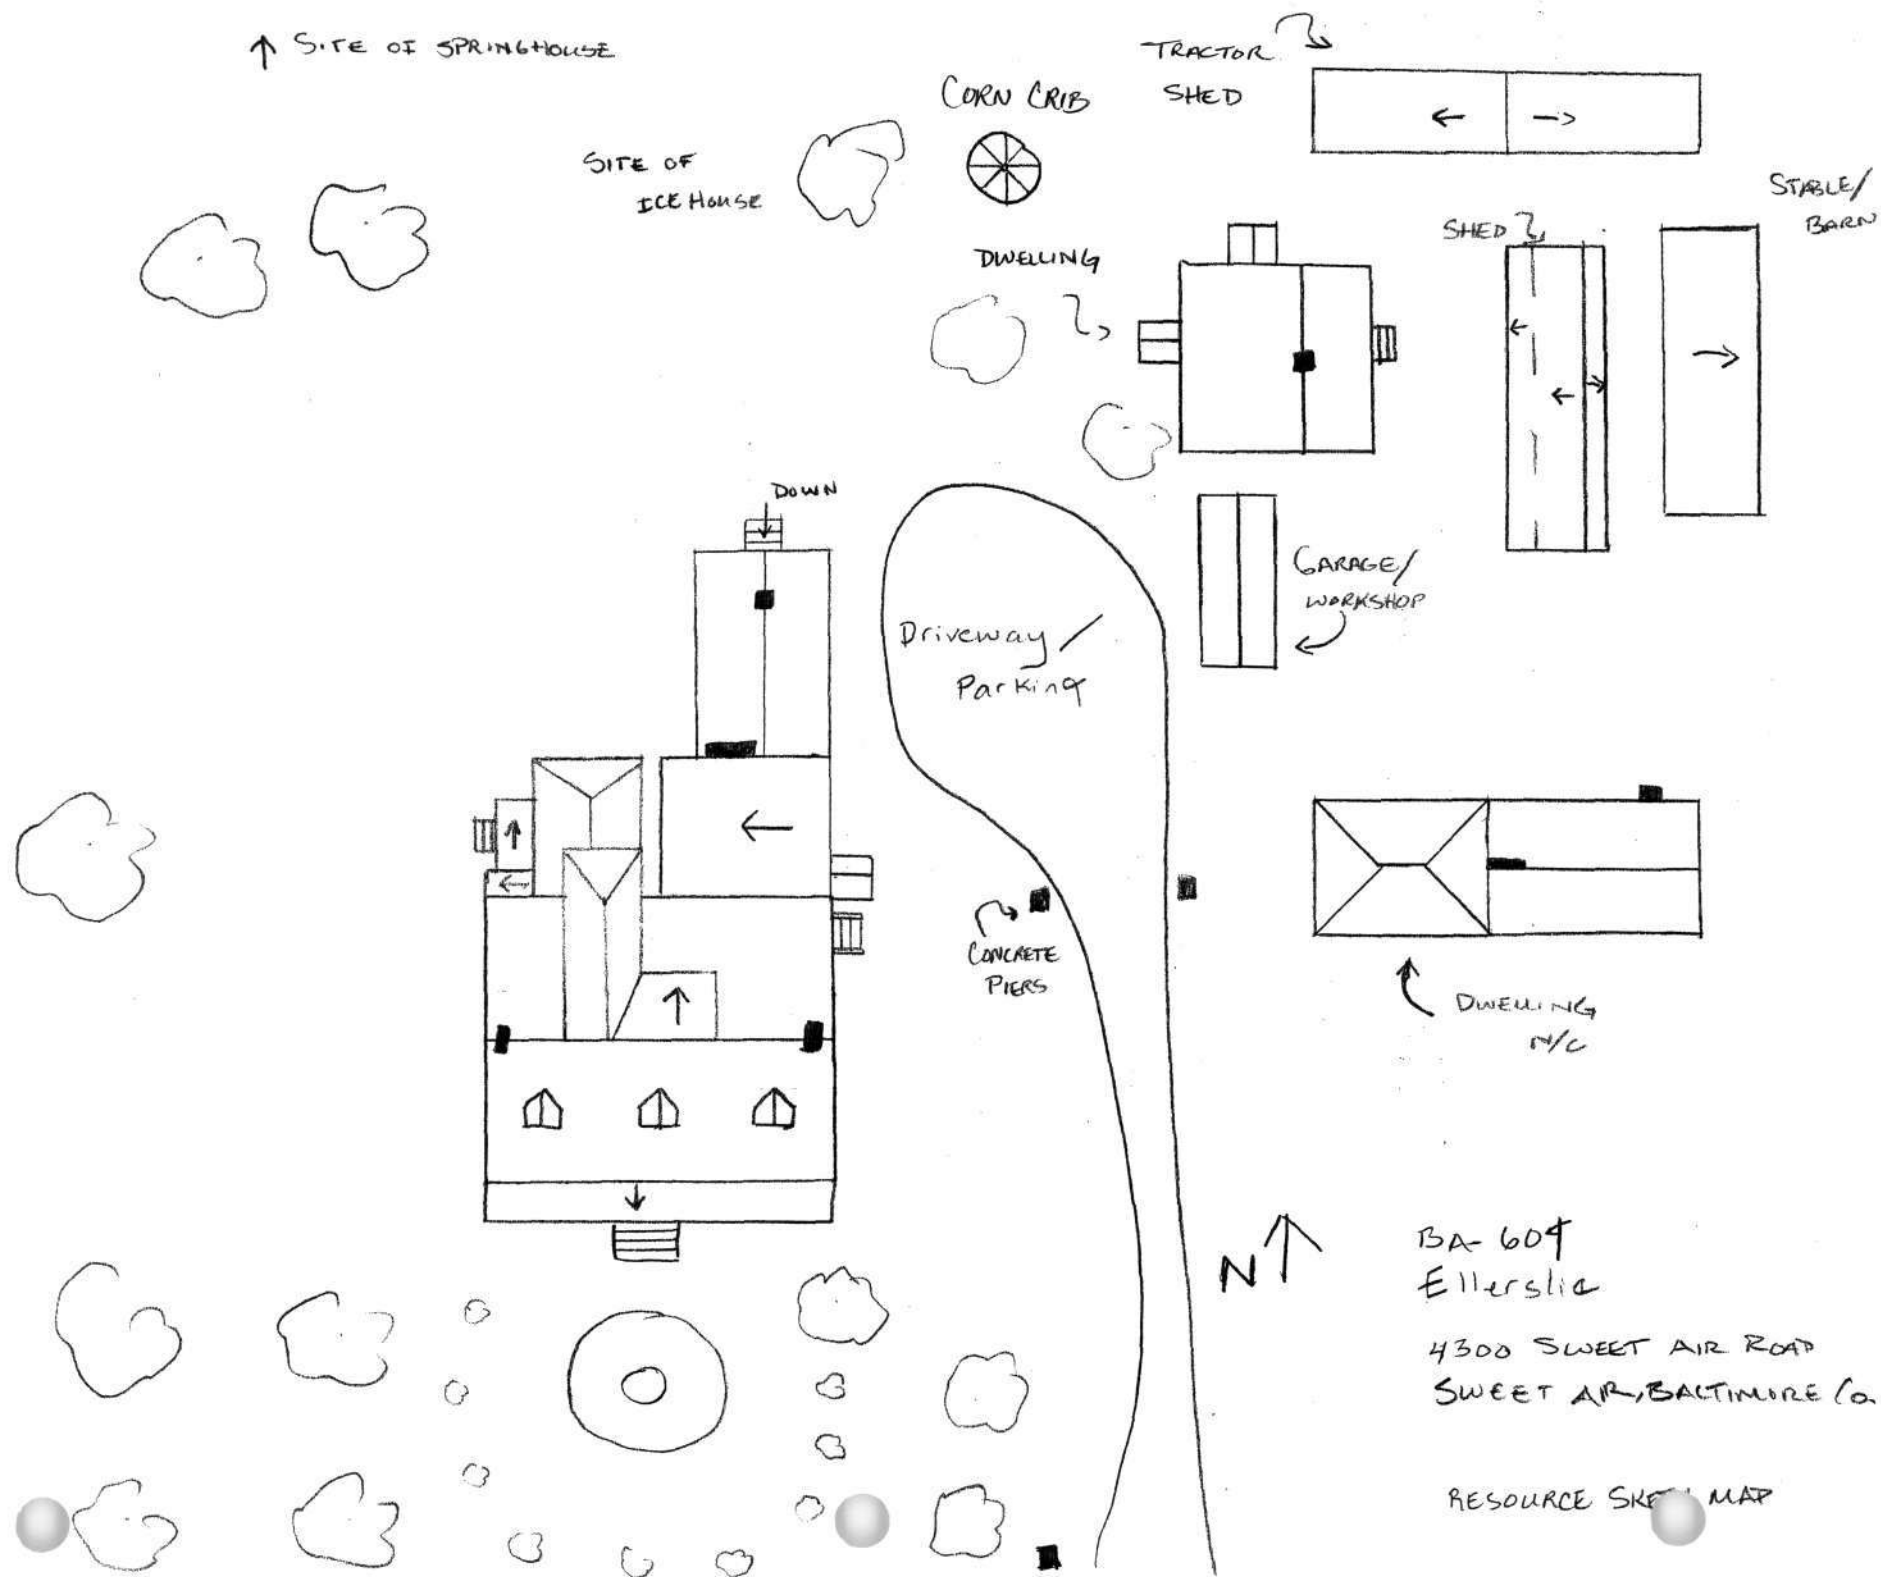 ↑ SITE OF SPRINGHOUSE
TRACTOR
SHED
CORN CRIB
SITE OF
ICE HOUSE
STABLE/
BARN
SHED
DWELLING
DOWN
GARAGE/
WORKSHOP
Driveway/
Parking
CONCRETE
PIERS
DWELLING
N/C
N
BA-604
Ellerslie
4300 SWEET AIR ROAD
SWEET AIR, BALTIMORE Co.
RESOURCE MAP